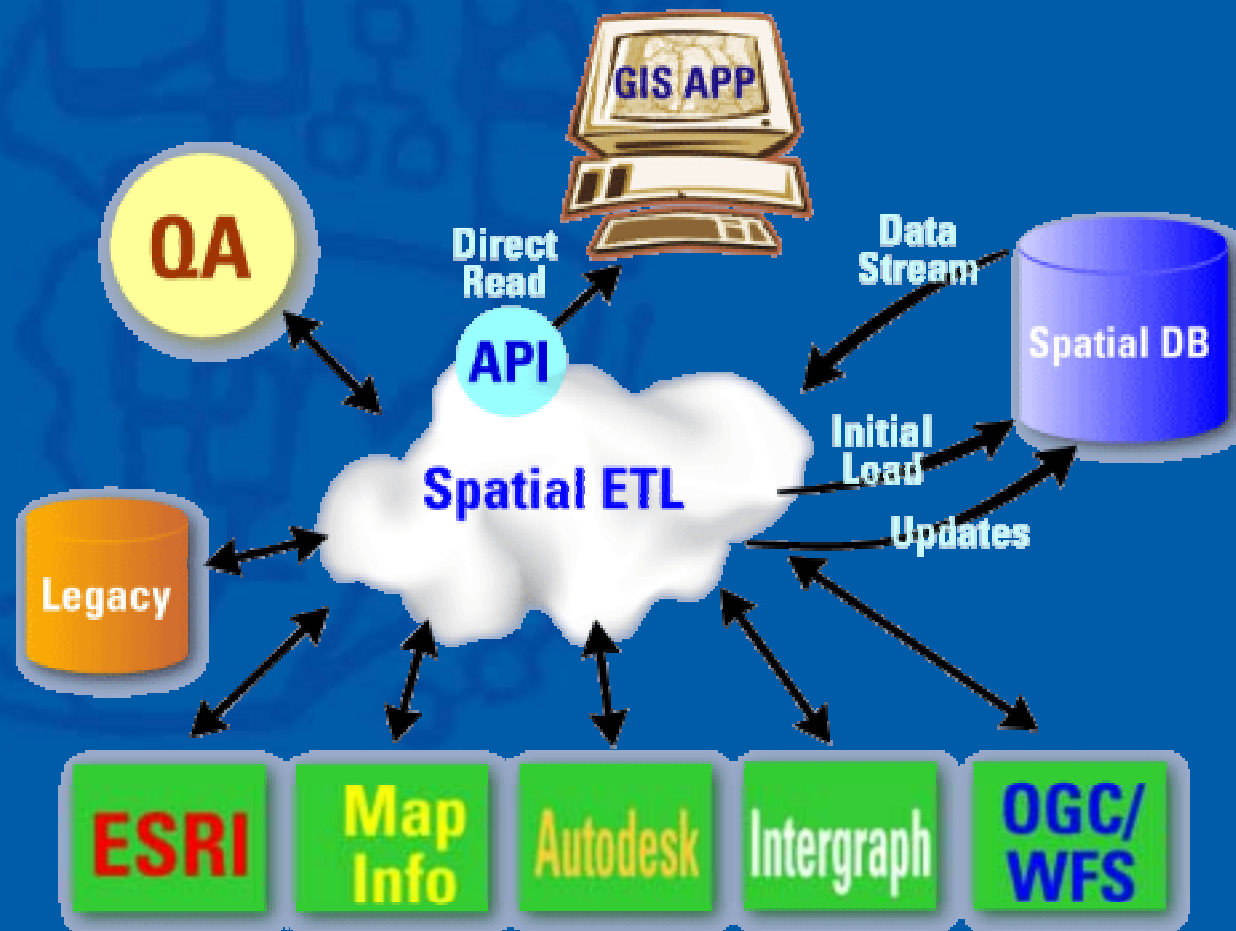 GIS APP
QA
Direct
Read
Data
Stream
API
Spatial DB
Initial
Load
Spatial ETL
Updates
Legacy
ESRI
Map
Info
Autodesk
Intergraph
OGC/
WFS